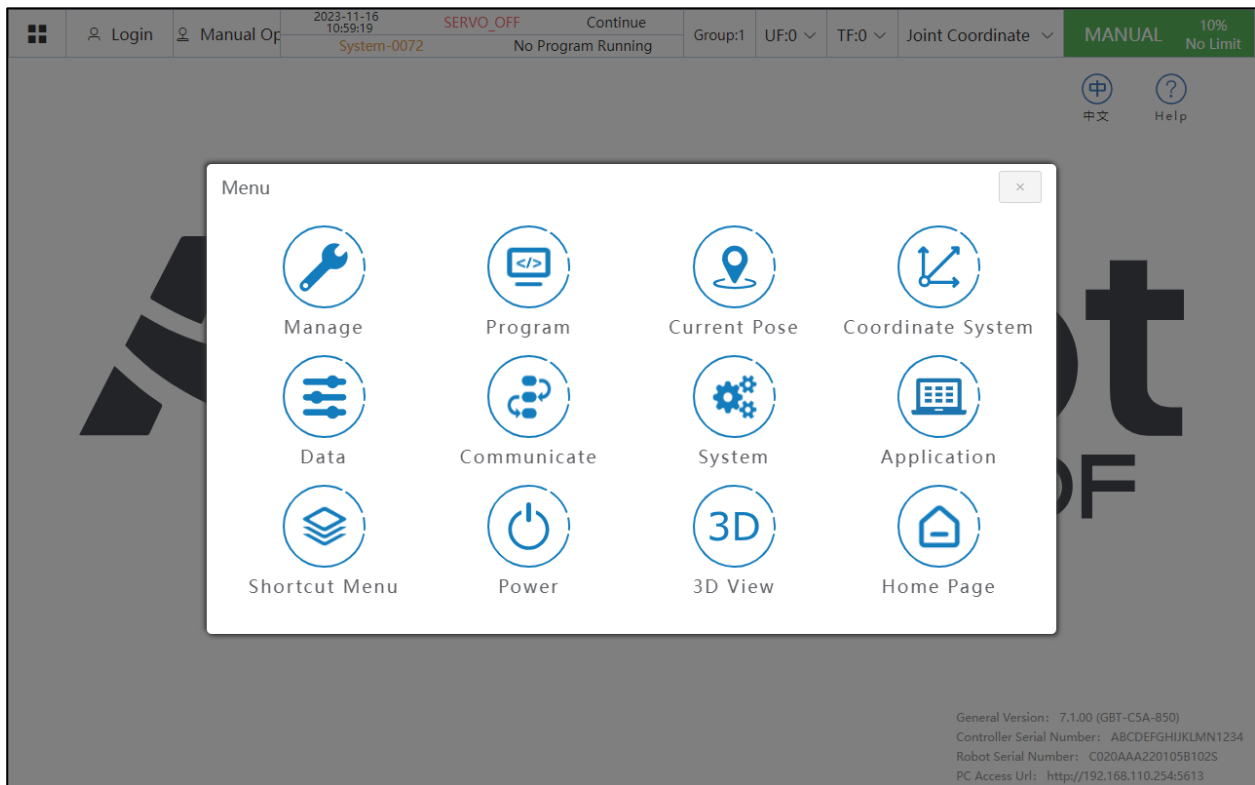 Login
Manual Op
2023-11-16
10:59:19
SERVO_OFF
Continue
System-0072
No Program Running
Group:1
UF:0
TF:0
Joint Coordinate
MANUAL
10%
No Limit
中
中文
?
Help
Menu
×
</>
Manage
Program
Current Pose
Coordinate System
Data
Communicate
System
Application
3D
Shortcut Menu
Power
3D View
Home Page
General Version: 7.1.00 (GBT-C5A-850)
Controller Serial Number: ABCDEFGHIJKLMN1234
Robot Serial Number: C020AAA220105B102S
PC Access Url: http://192.168.110.254:5613